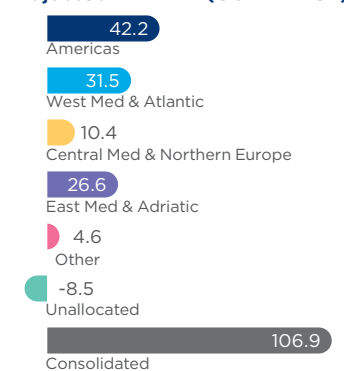 42.2
Americas
31.5
West Med & Atlantic
10.4
Central Med & Northern Europe
26.6
East Med & Adriatic
4.6
Other
-8.5
Unallocated
106.9
Consolidated